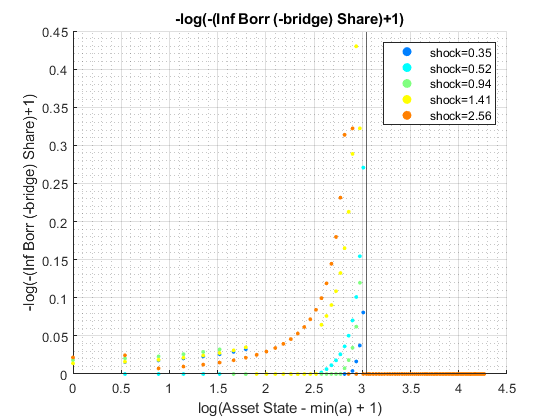 -log(-(Inf Borr (-bridge) Share)+1)
-log(-(Inf Borr (-bridge) Share)+1)
0.45
0.4
0.35
0.3
0.25
0.2
0.15
0.1
0.05
0
shock=0.35
shock=0.52
shock=0.94
shock=1.41
shock=2.56
0 0.5 1 1.5 2 2.5 3 3.5 4 4.5
log(Asset State - min(a) + 1)